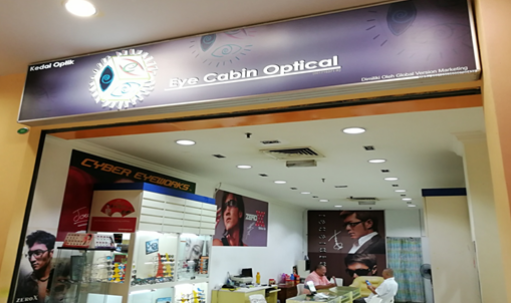 Kedai Optik
Eye Cabin Optical
Dimiliki Oleh Global Version Marketing
CYBER EYEWORKS